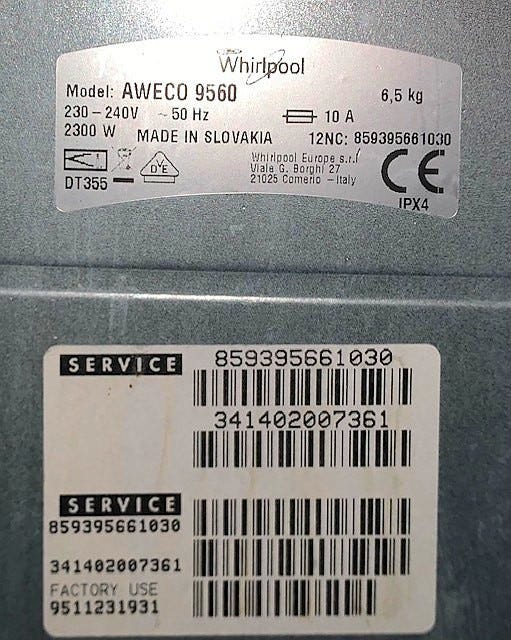 Whirlpool
Model: AWECO 9560 6,5 kg
230-240V ~ 50 Hz 10 A
2300 W MADE IN SLOVAKIA 12NC: 859395661030
DT355 VDE Whirlpool Europe s.r.l
Viale G. Borghi 27
21025 Comerio - Italy
CE
IPX4
SERVICE 859395661030
341402007361
SERVICE
859395661030
341402007361
FACTORY USE
9511231931